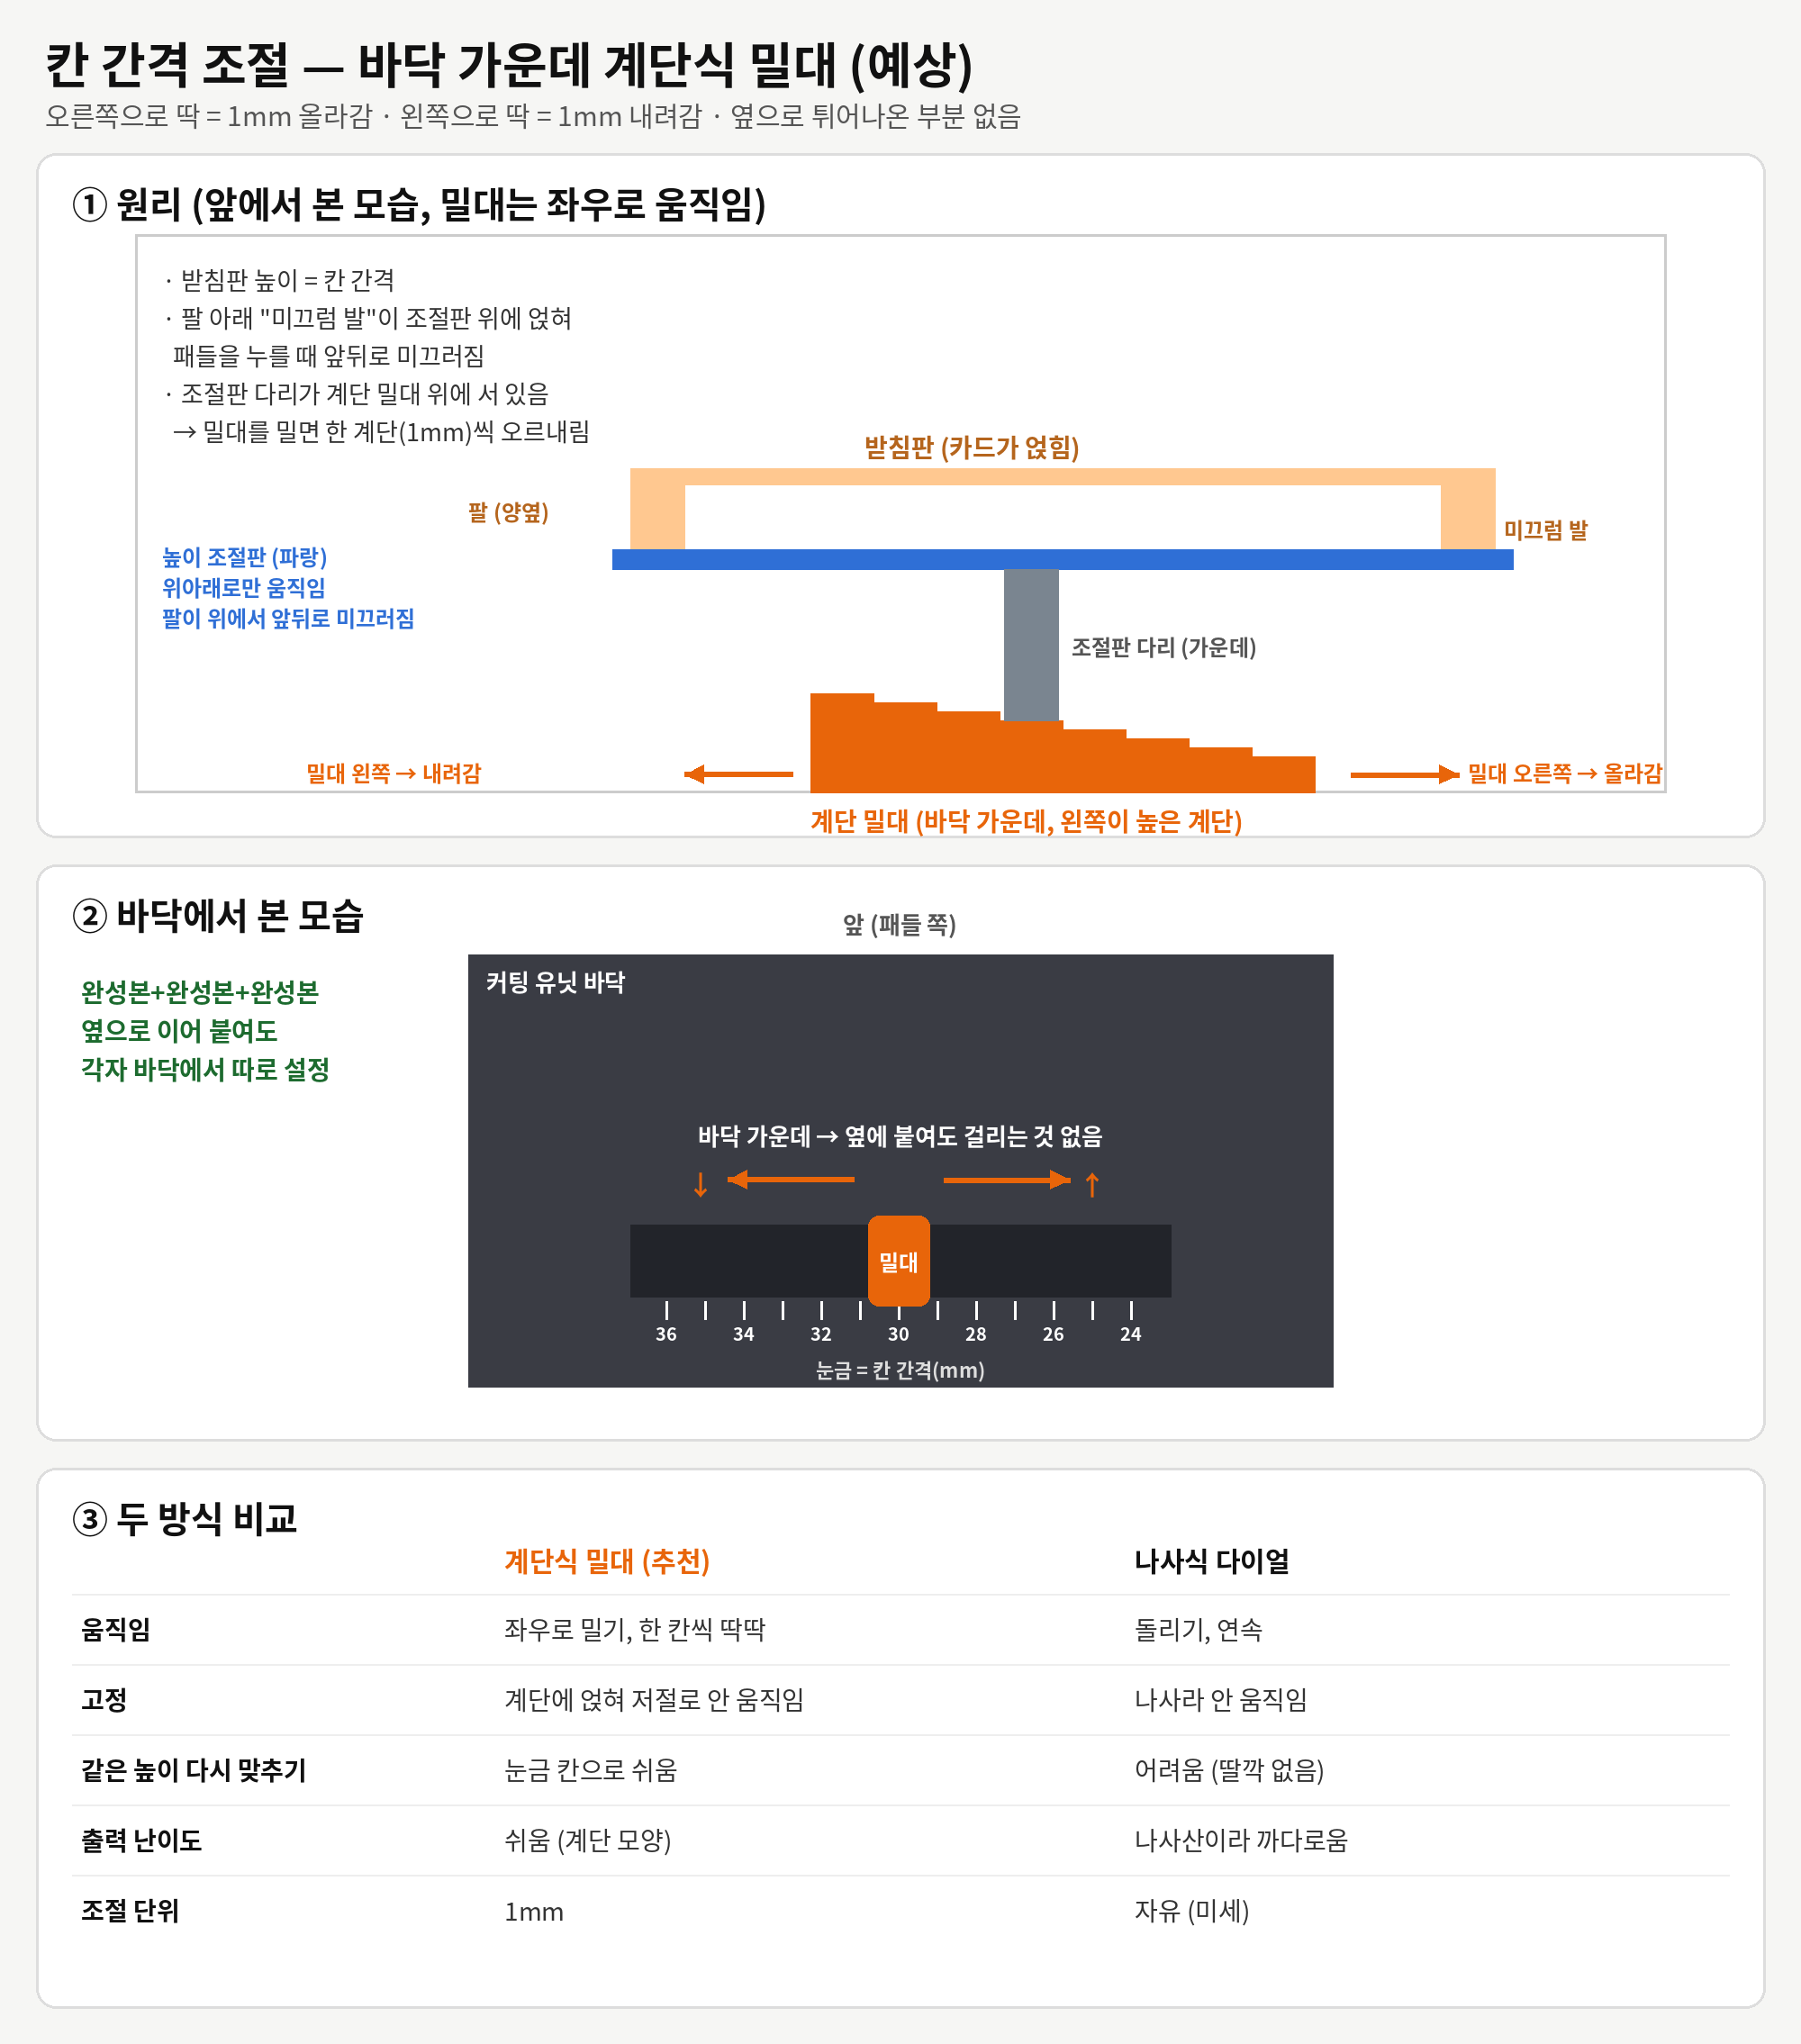 칸 간격 조절 — 바닥 가운데 계단식 밀대 (예상)
오른쪽으로 딱 = 1mm 올라감 · 왼쪽으로 딱 = 1mm 내려감 · 옆으로 튀어나온 부분 없음
① 원리 (앞에서 본 모습, 밀대는 좌우로 움직임)
· 받침판 높이 = 칸 간격
· 팔 아래 "미끄럼 발"이 조절판 위에 얹혀
패들을 누를 때 앞뒤로 미끄러짐
· 조절판 다리가 계단 밀대 위에 서 있음
→ 밀대를 밀면 한 계단(1mm)씩 오르내림
받침판 (카드가 얹힘)
팔 (양옆)
미끄럼 발
높이 조절판 (파랑)
위아래로만 움직임
팔이 위에서 앞뒤로 미끄러짐
조절판 다리 (가운데)
밀대 왼쪽 → 내려감
밀대 오른쪽 → 올라감
계단 밀대 (바닥 가운데, 왼쪽이 높은 계단)
② 바닥에서 본 모습
앞 (패들 쪽)
커팅 유닛 바닥
완성본+완성본+완성본
옆으로 이어 붙여도
각자 바닥에서 따로 설정
바닥 가운데 → 옆에 붙여도 걸리는 것 없음
↓ ↑
밀대
36 34 32 30 28 26 24
눈금 = 칸 간격(mm)
③ 두 방식 비교
계단식 밀대 (추천) 나사식 다이얼
움직임 좌우로 밀기, 한 칸씩 딱딱 돌리기, 연속
고정 계단에 얹혀 저절로 안 움직임 나사라 안 움직임
같은 높이 다시 맞추기 눈금 칸으로 쉬움 어려움 (딸깍 없음)
출력 난이도 쉬움 (계단 모양) 나사산이라 까다로움
조절 단위 1mm 자유 (미세)